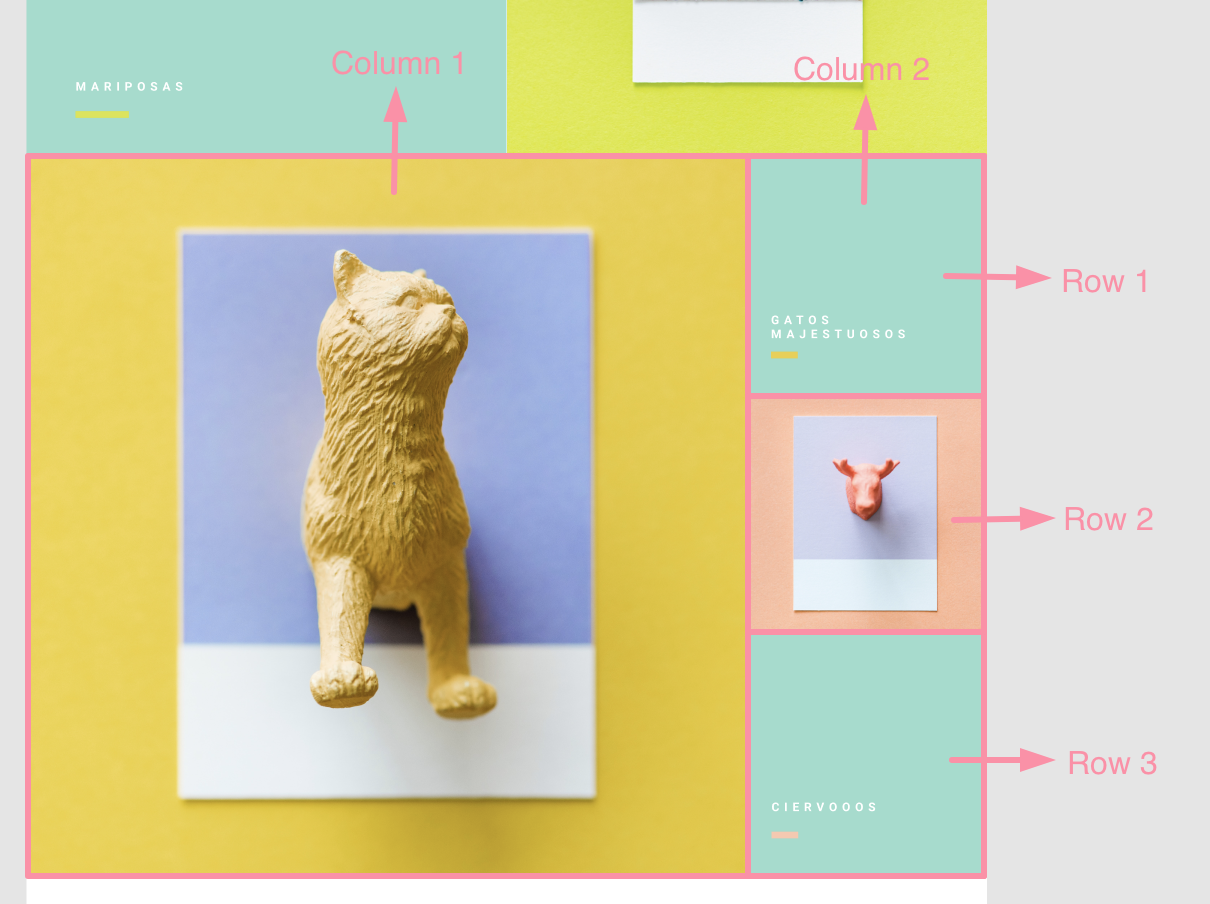 Column 1
Column 2
MARIPOSAS
Row 1
GATOS
MAJESTUOSOS
Row 2
Row 3
CIERVOOOS